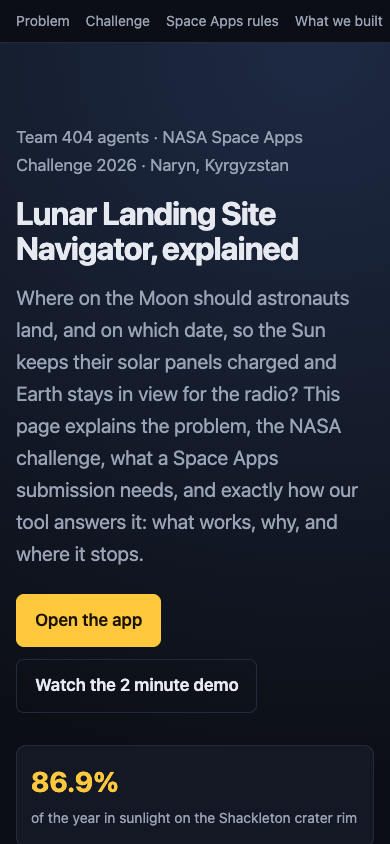 Problem Challenge Space Apps rules What we built
Team 404 agents · NASA Space Apps
Challenge 2026 · Naryn, Kyrgyzstan
Lunar Landing Site
Navigator, explained
Where on the Moon should astronauts
land, and on which date, so the Sun
keeps their solar panels charged and
Earth stays in view for the radio? This
page explains the problem, the NASA
challenge, what a Space Apps
submission needs, and exactly how our
tool answers it: what works, why, and
where it stops.
Open the app
Watch the 2 minute demo
86.9%
of the year in sunlight on the Shackleton crater rim